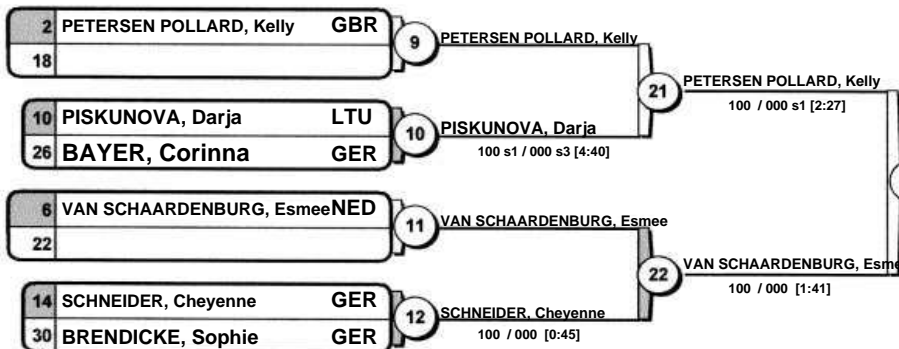 2 PETERSEN POLLARD, Kelly GBR
18
9
PETERSEN POLLARD, Kelly
10 PISKUNOVA, Darja LTU
26 BAYER, Corinna GER
10
PISKUNOVA, Darja
100 s1 / 000 s3 [4:40]
21
PETERSEN POLLARD, Kelly
100 / 000 s1 [2:27]
6 VAN SCHAARDENBURG, Esmee NED
22
11
VAN SCHAARDENBURG, Esmee
14 SCHNEIDER, Cheyenne GER
30 BRENDICKE, Sophie GER
12
SCHNEIDER, Cheyenne
100 / 000 [0:45]
22
VAN SCHAARDENBURG, Esme
100 / 000 [1:41]